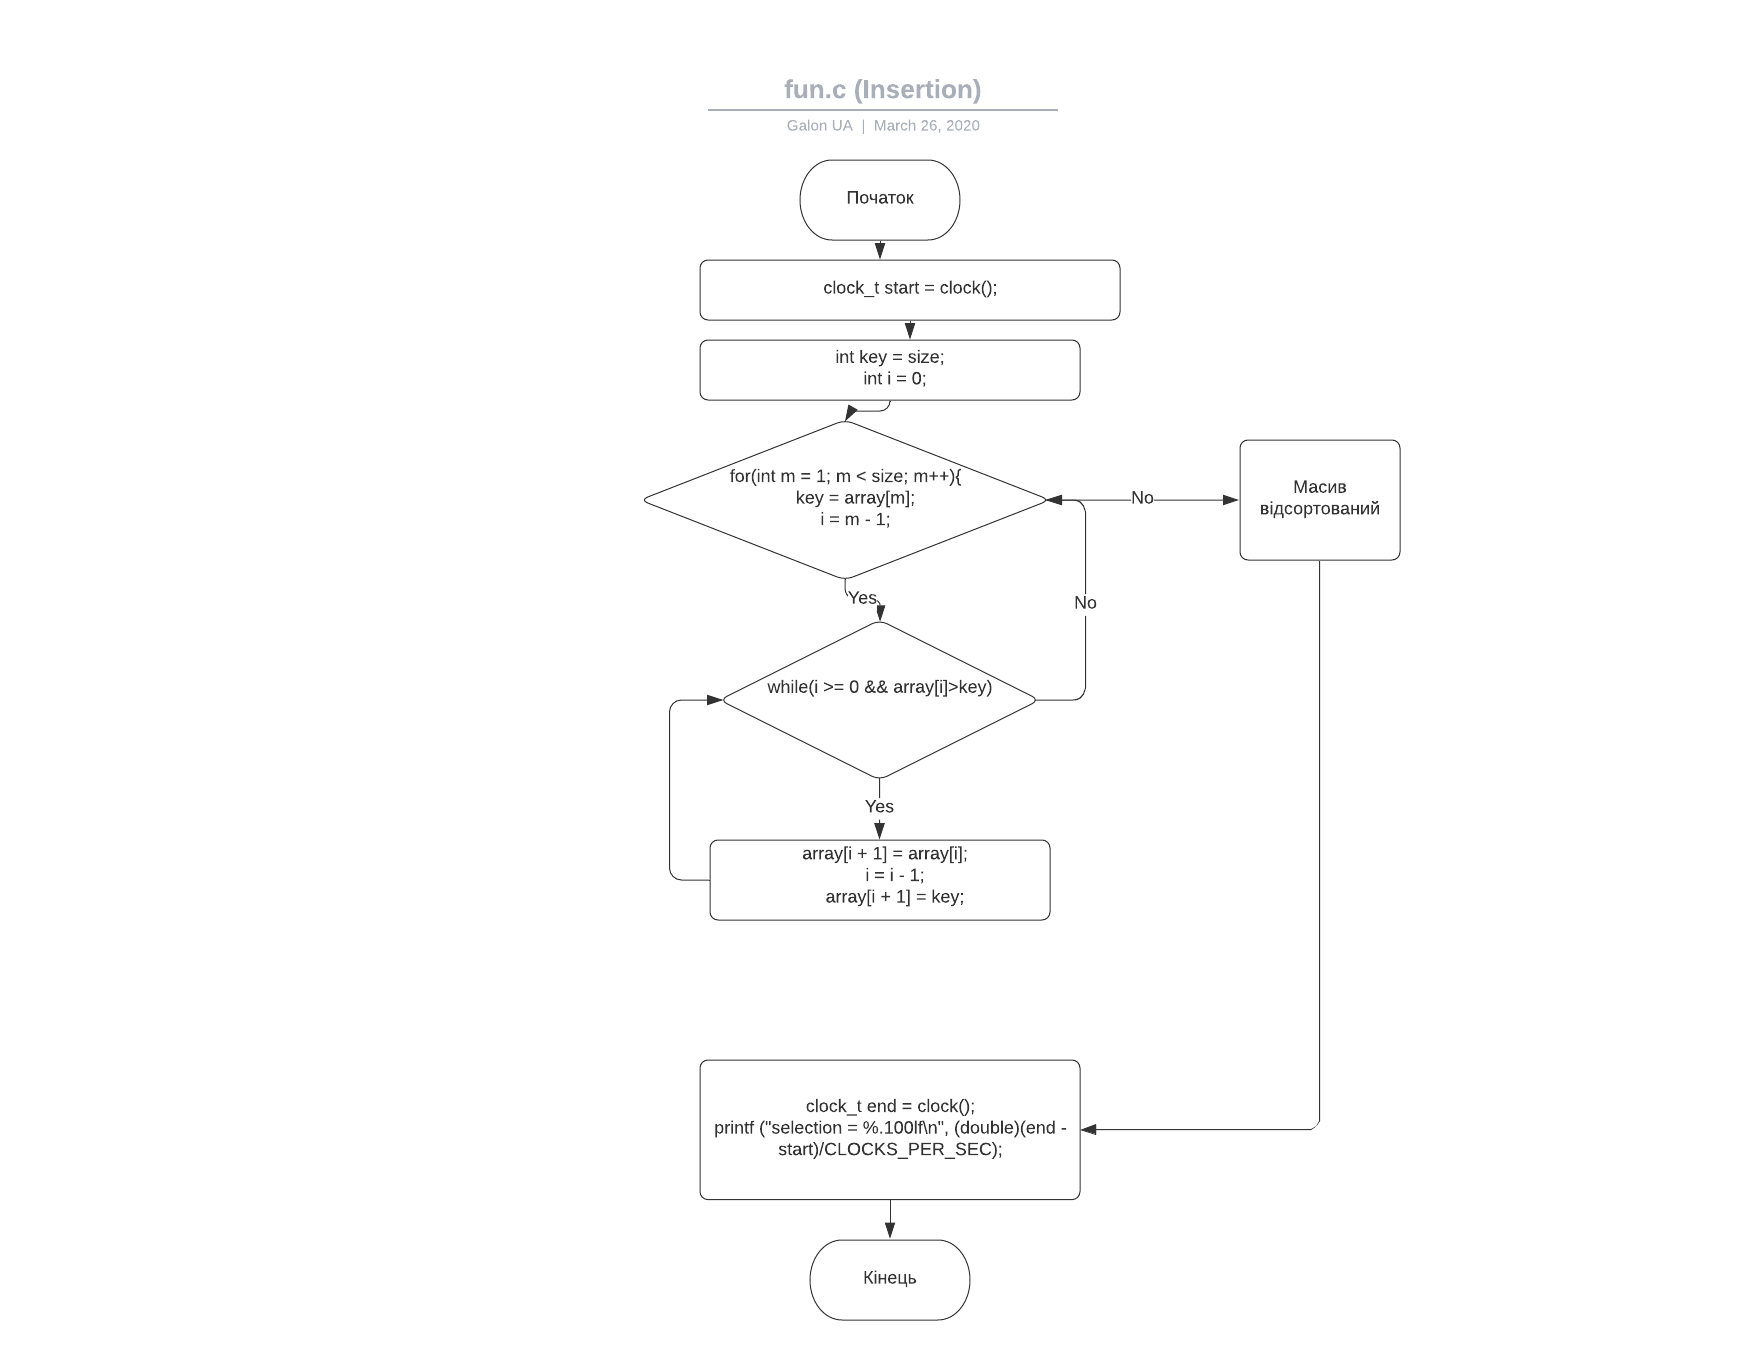 fun.c (Insertion)
Galon UA | March 26, 2020
Початок
clock_t start = clock();
int key = size;
int i = 0;
for(int m = 1; m < size; m++){
key = array[m];
i = m - 1;
No
Масив
відсортований
Yes
No
while(i >= 0 && array[i]>key)
Yes
array[i + 1] = array[i];
i = i - 1;
array[i + 1] = key;
clock_t end = clock();
printf ("selection = %.100lf\n", (double)(end -
start)/CLOCKS_PER_SEC);
Кінець